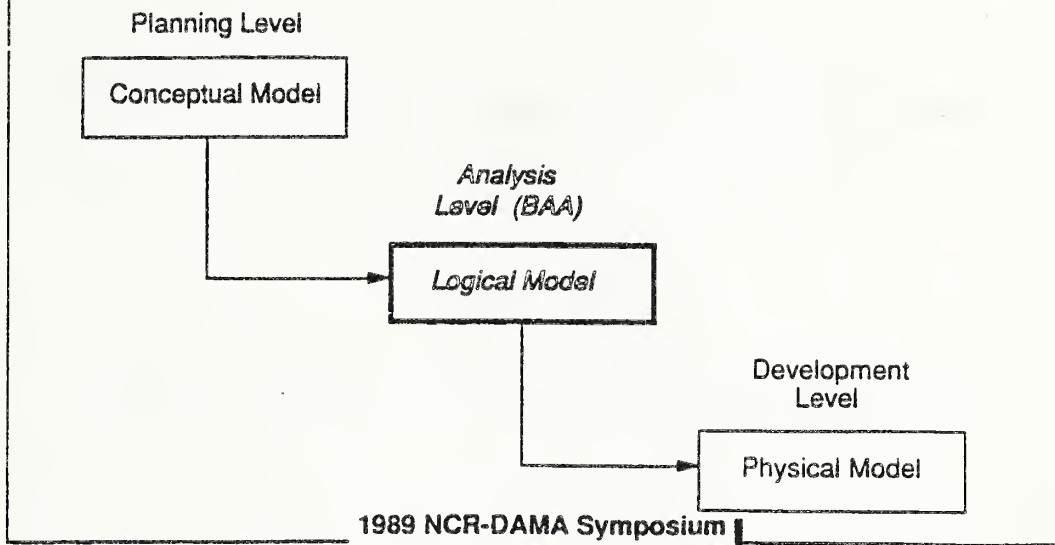 Planning Level
Conceptual Model
Analysis
Level (BAA)
Logical Model
Development
Level
Physical Model
1989 NCR-DAMA Symposium